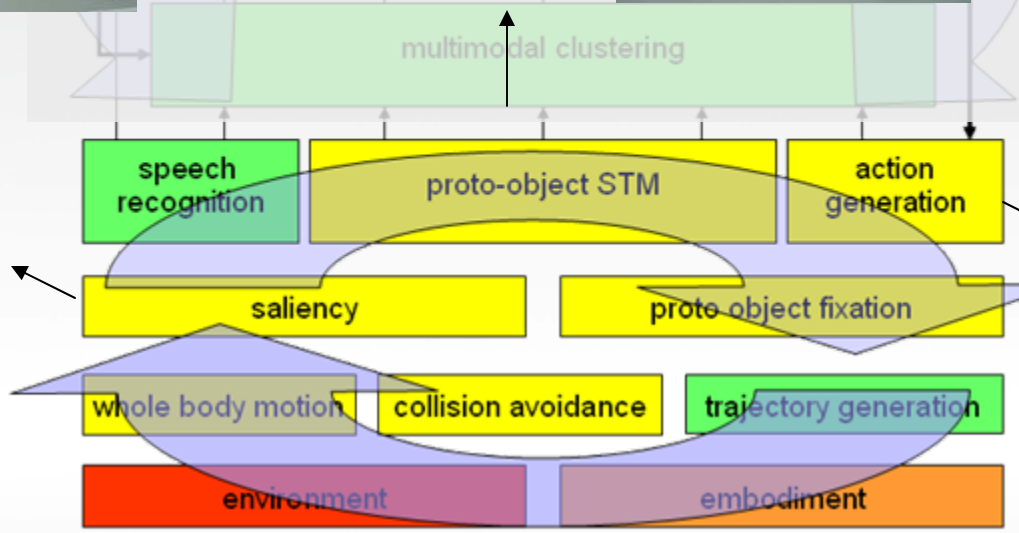 multimodal clustering
speech
recognition
proto-object STM
action
generation
saliency
proto object fixation
whole body motion
collision avoidance
trajectory generation
environment
embodiment